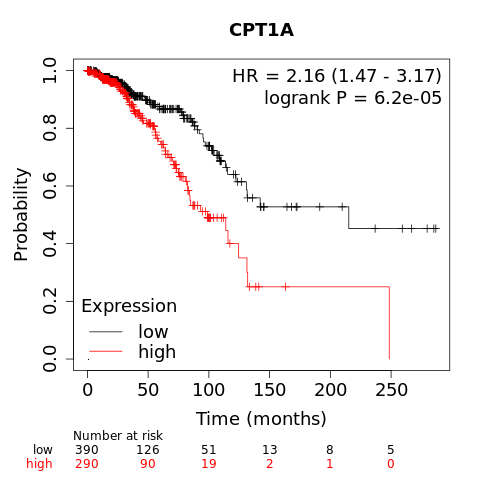 CPT1A
HR = 2.16 (1.47 - 3.17)
logrank P = 6.2e-05
Probability
1.0
0.8
0.6
0.4
0.2
0.0
Expression
low
high
0 50 100 150 200 250
Time (months)
Number at risk
low 390 126 51 13 8 5
high 290 90 19 2 1 0